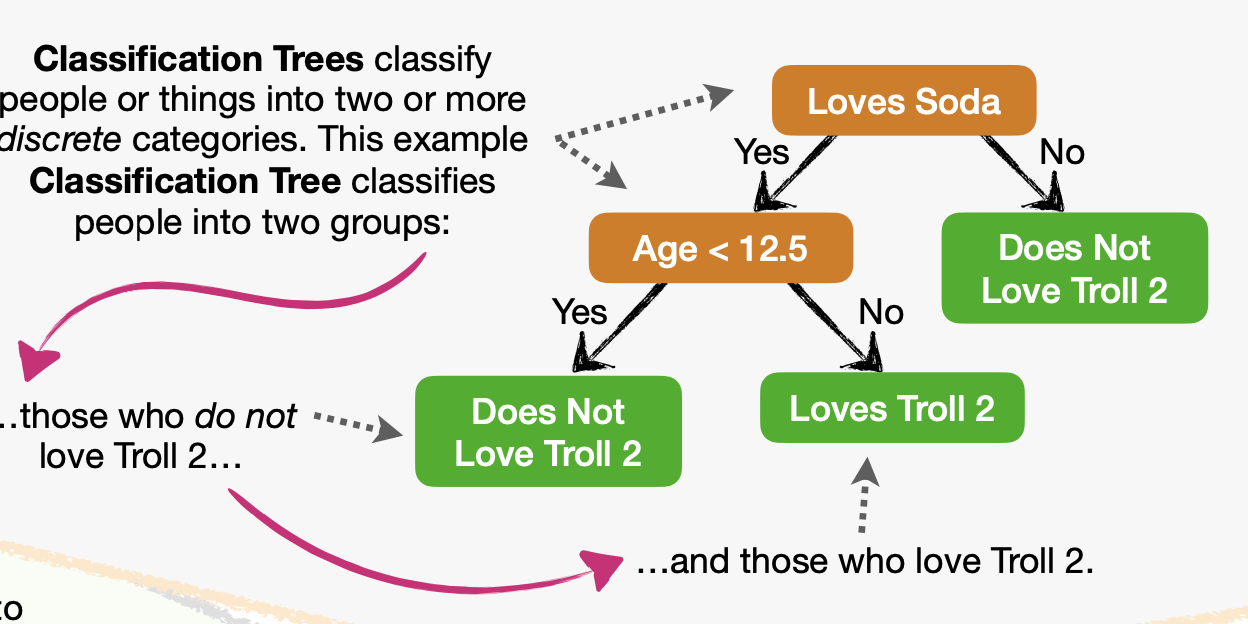 Classification Trees classify
people or things into two or more
discrete categories. This example
Classification Tree classifies
people into two groups:
Loves Soda
Yes
No
Age < 12.5
Does Not
Love Troll 2
Yes
No
…those who do not
love Troll 2…
Does Not
Love Troll 2
Loves Troll 2
…and those who love Troll 2.
to